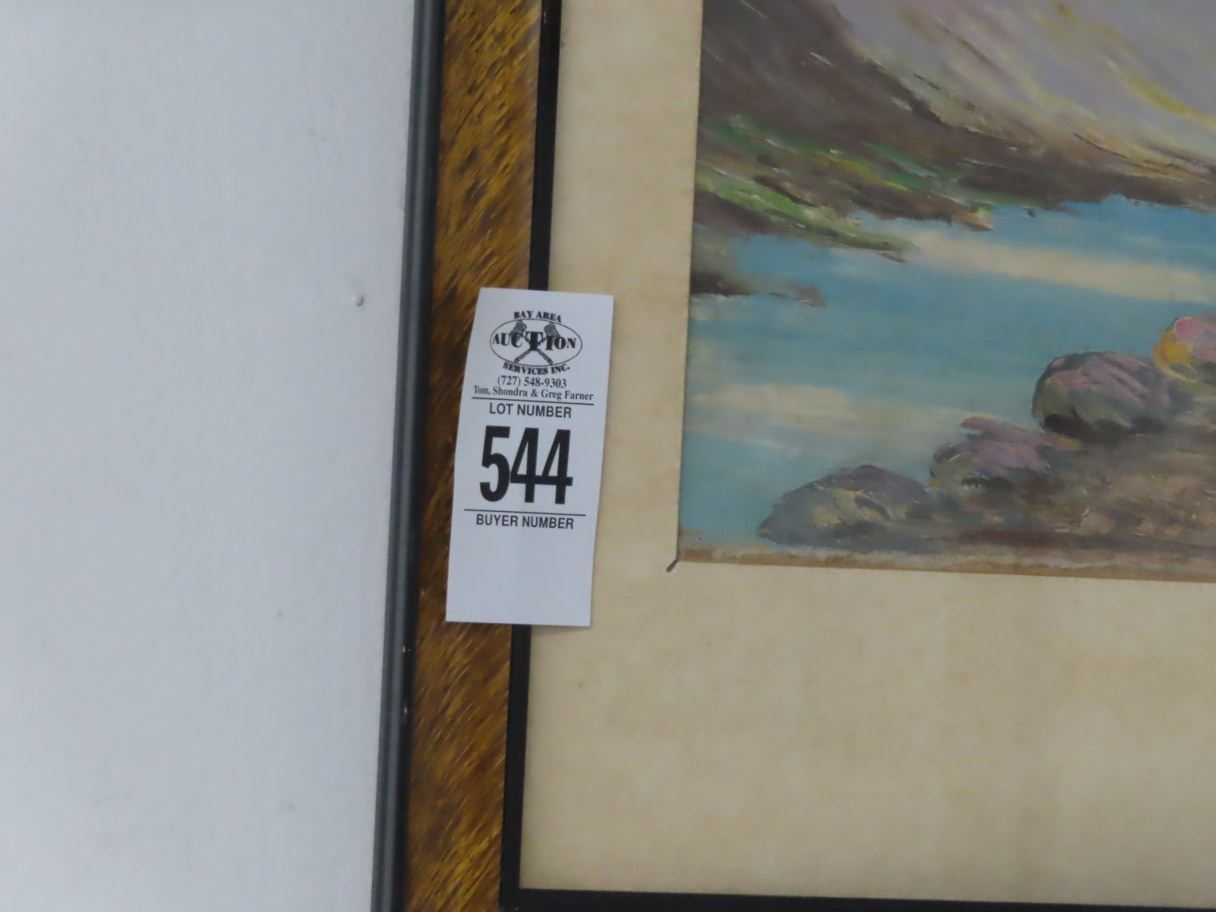 BAY AREA
AUCTION
SERVICES INC.
(727) 548-9303
Tom, Shondra & Greg Farner
LOT NUMBER
544
BUYER NUMBER